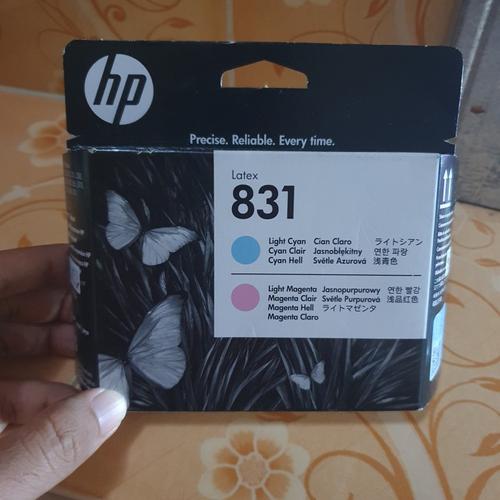 hp
Precise. Reliable. Every time.
Latex
831
Light Cyan Cian Claro ライトシアン
Cyan Clair Jasnobłękitny 연한 파랑
Cyan Hell Světle Azurová 浅青色
Light Magenta Jasnopurpurowy 연한 빨강
Magenta Clair Světle Purpurová 浅品红色
Magenta Hell ライトマゼンタ
Magenta Claro